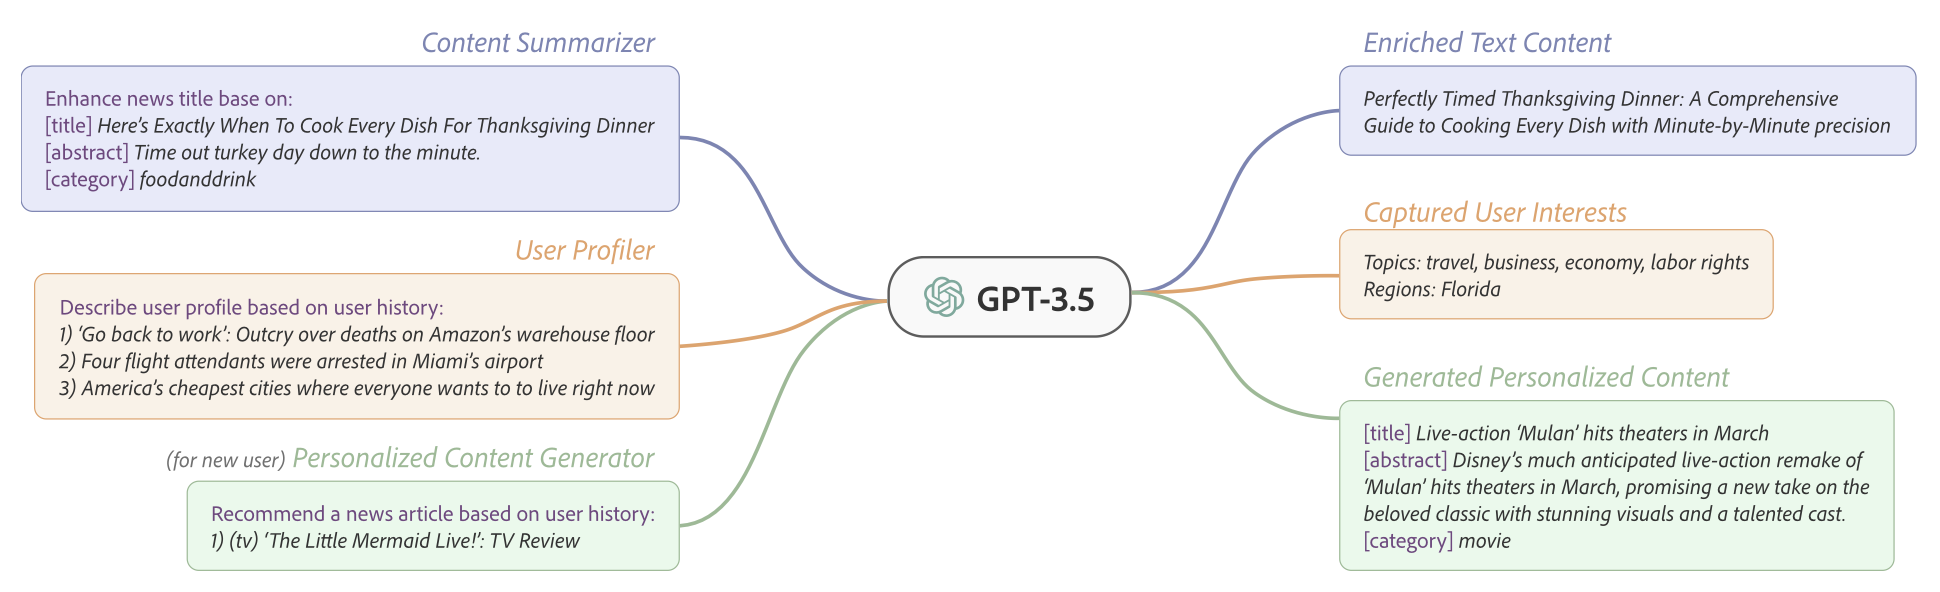 Content Summarizer
Enhance news title base on:
[title] Here’s Exactly When To Cook Every Dish For Thanksgiving Dinner
[abstract] Time out turkey day down to the minute.
[category] foodanddrink
User Profiler
Describe user profile based on user history:
1) ‘Go back to work’: Outcry over deaths on Amazon’s warehouse floor
2) Four flight attendants were arrested in Miami’s airport
3) America’s cheapest cities where everyone wants to to live right now
(for new user) Personalized Content Generator
Recommend a news article based on user history:
1) (tv) ‘The Little Mermaid Live!’: TV Review
GPT-3.5
Enriched Text Content
Perfectly Timed Thanksgiving Dinner: A Comprehensive
Guide to Cooking Every Dish with Minute-by-Minute precision
Captured User Interests
Topics: travel, business, economy, labor rights
Regions: Florida
Generated Personalized Content
[title] Live-action ‘Mulan’ hits theaters in March
[abstract] Disney’s much anticipated live-action remake of
‘Mulan’ hits theaters in March, promising a new take on the
beloved classic with stunning visuals and a talented cast.
[category] movie